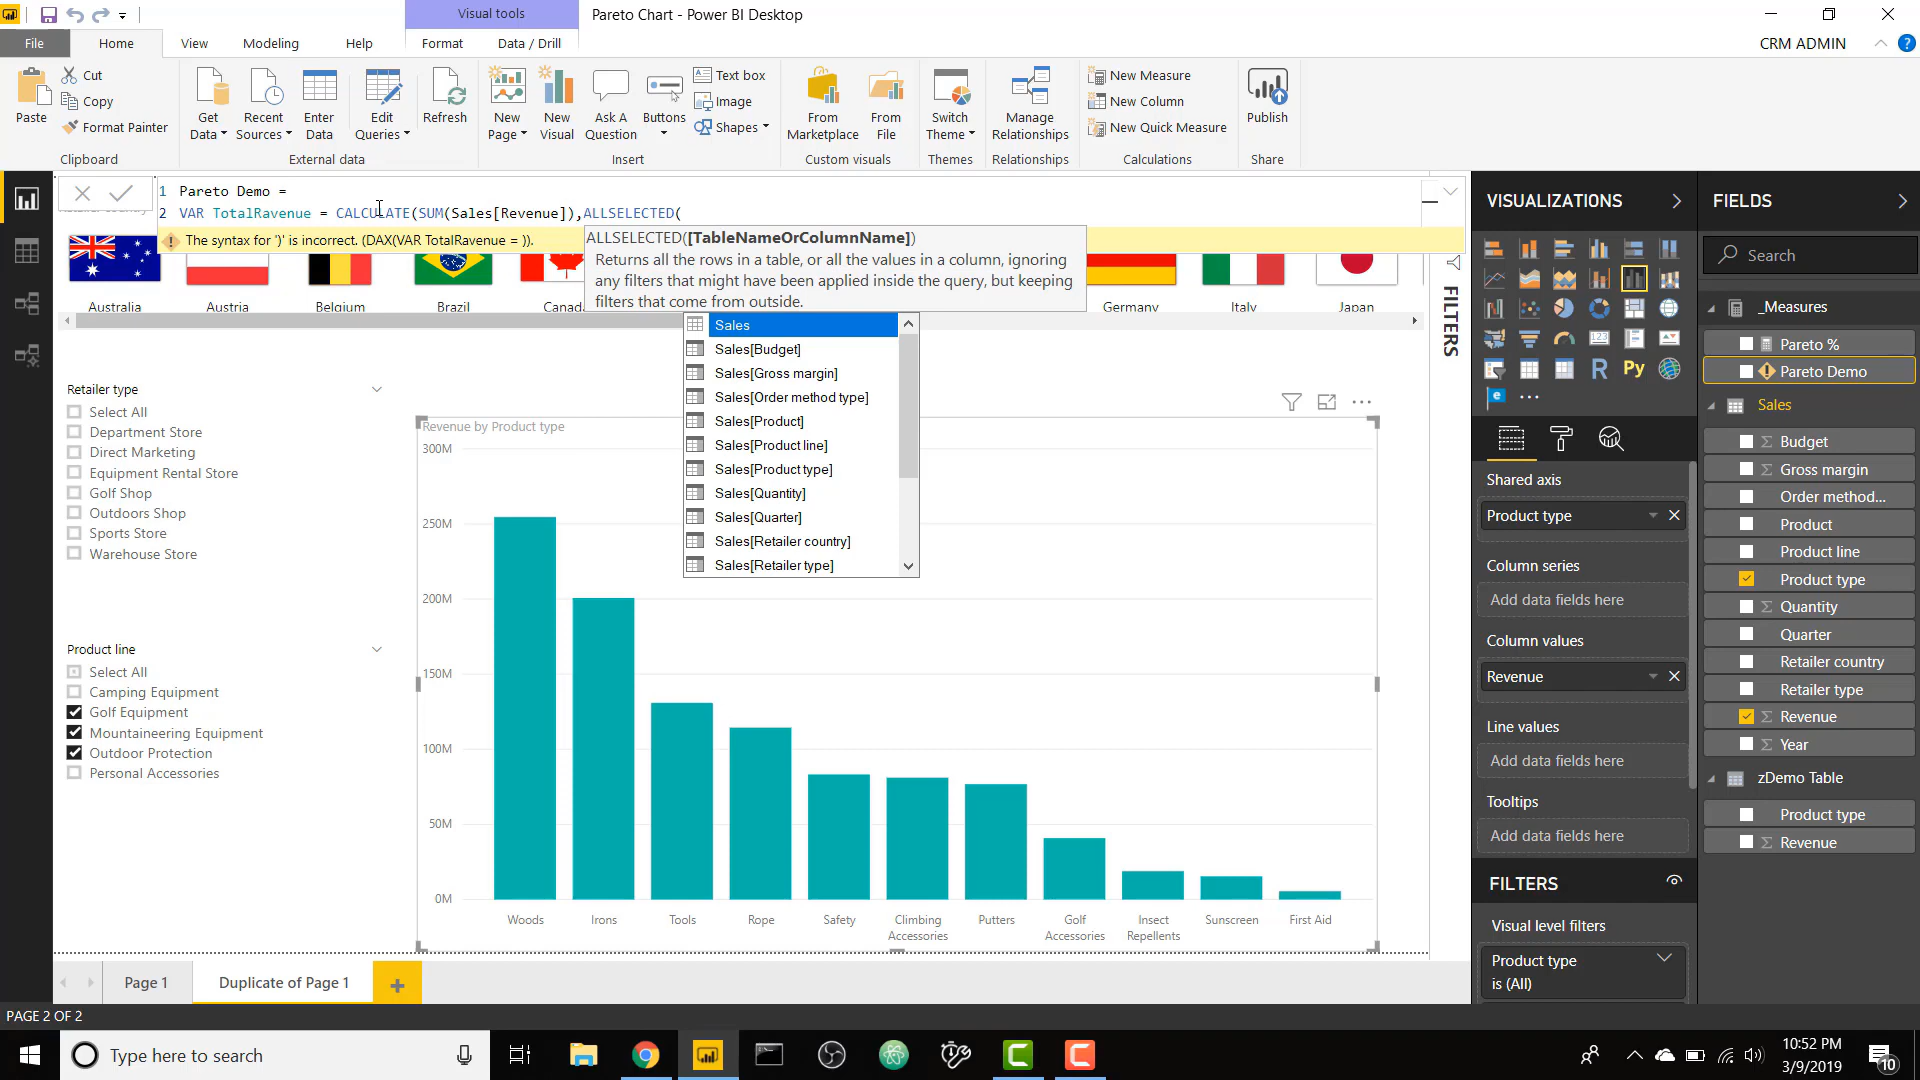 Visual tools
Pareto Chart - Power BI Desktop
File
Home
View
Modeling
Help
Format
Data / Drill
CRM ADMIN
Paste
Cut
Copy
Format Painter
Clipboard
Get Data
Recent Sources
Enter Data
Edit Queries
Refresh
External data
New Page
New Visual
Ask A Question
Buttons
Text box
Image
Shapes
Insert
From Marketplace
From File
Custom visuals
Switch Theme
Themes
Manage Relationships
Relationships
New Measure
New Column
New Quick Measure
Calculations
Publish
Share
1 Pareto Demo =
2 VAR TotalRavenue = CALCULATE(SUM(Sales[Revenue]),ALLSELECTED(
The syntax for ')' is incorrect. (DAX(VAR TotalRavenue = )).
ALLSELECTED([TableNameOrColumnName])
Returns all the rows in a table, or all the values in a column, ignoring
any filters that might have been applied inside the query, but keeping
filters that come from outside.
Australia
Austria
Belgium
Brazil
Canad
Germany
Italy
Japan
Sales
Sales[Budget]
Sales[Gross margin]
Sales[Order method type]
Sales[Product]
Sales[Product line]
Sales[Product type]
Sales[Quantity]
Sales[Quarter]
Sales[Retailer country]
Sales[Retailer type]
Retailer type
Select All
Department Store
Direct Marketing
Equipment Rental Store
Golf Shop
Outdoors Shop
Sports Store
Warehouse Store
Product line
Select All
Camping Equipment
Golf Equipment
Mountaineering Equipment
Outdoor Protection
Personal Accessories
Revenue by Product type
300M
250M
200M
150M
100M
50M
0M
Woods
Irons
Tools
Rope
Safety
Climbing Accessories
Putters
Golf Accessories
Insect Repellents
Sunscreen
First Aid
FILTERS
VISUALIZATIONS
R
Py
Shared axis
Product type
Column series
Add data fields here
Column values
Revenue
Line values
Add data fields here
Tooltips
Add data fields here
FILTERS
Visual level filters
Product type
is (All)
FIELDS
Search
_Measures
Pareto %
Pareto Demo
Sales
Budget
Gross margin
Order method...
Product
Product line
Product type
Quantity
Quarter
Retailer country
Retailer type
Revenue
Year
zDemo Table
Product type
Revenue
Page 1
Duplicate of Page 1
PAGE 2 OF 2
Type here to search
10:52 PM
3/9/2019
10